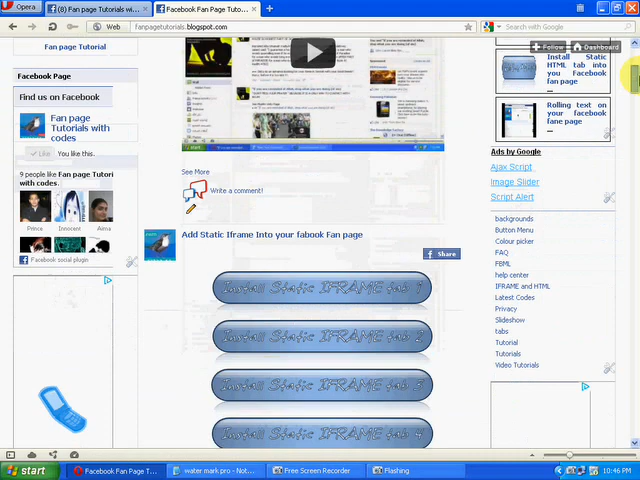 Opera
(8) Fan page Tutorials wi...
Facebook Fan Page Tuto...
Web
fanpagetutorials.blogspot.com
Search with Google
Fan page Tutorial
Facebook Page
Find us on Facebook
Fan page
Tutorials with
codes
Like
You like this.
9 people like Fan page Tutori
with codes.
Prince
Innocent
Aima
Facebook social plugin
See More
Write a comment!
Add Static Iframe Into your fabook Fan page
Share
Install Static IFRAME tab 1
Install Static IFRAME tab 2
Install Static IFRAME tab 3
Install Static IFRAME tab 4
Follow
Dashboard
Install Static
HTML tab into
you Facebook
fan page
Rolling text on
your facebook
fane page
Ads by Google
Ajax Script
Image Slider
Script Alert
backgrounds
Button Menu
Colour picker
FAQ
FBML
help center
IFRAME and HTML
Latest Codes
Privacy
Slideshow
tabs
Tutorial
Tutorials
Video Tutorials
start
Facebook Fan Page T...
water mark pro - Not...
Free Screen Recorder
Flashing
10:46 PM